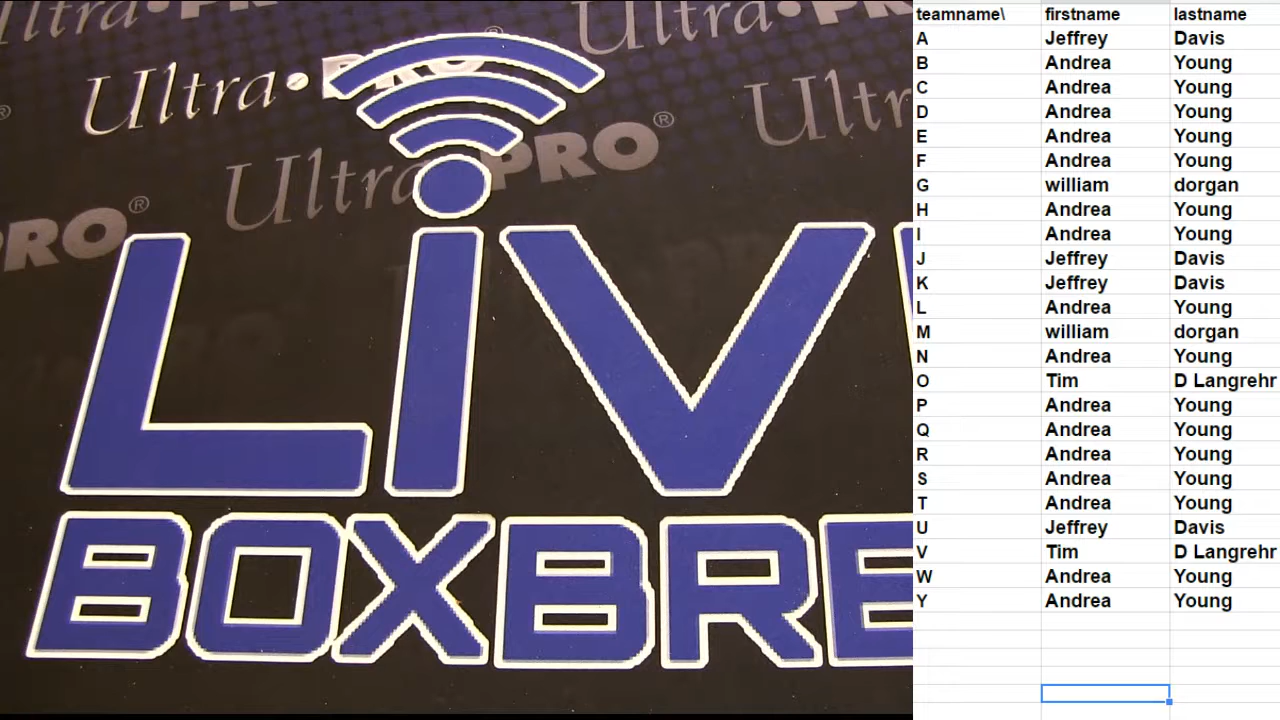 Ultra•PRO
Ultra•PRO
Ultra•PRO®
Ultra
PRO®
LiV
BOXBRE
teamname\ firstname lastname
A Jeffrey Davis
B Andrea Young
C Andrea Young
D Andrea Young
E Andrea Young
F Andrea Young
G william dorgan
H Andrea Young
I Andrea Young
J Jeffrey Davis
K Jeffrey Davis
L Andrea Young
M william dorgan
N Andrea Young
O Tim D Langrehr
P Andrea Young
Q Andrea Young
R Andrea Young
S Andrea Young
T Andrea Young
U Jeffrey Davis
V Tim D Langrehr
W Andrea Young
Y Andrea Young